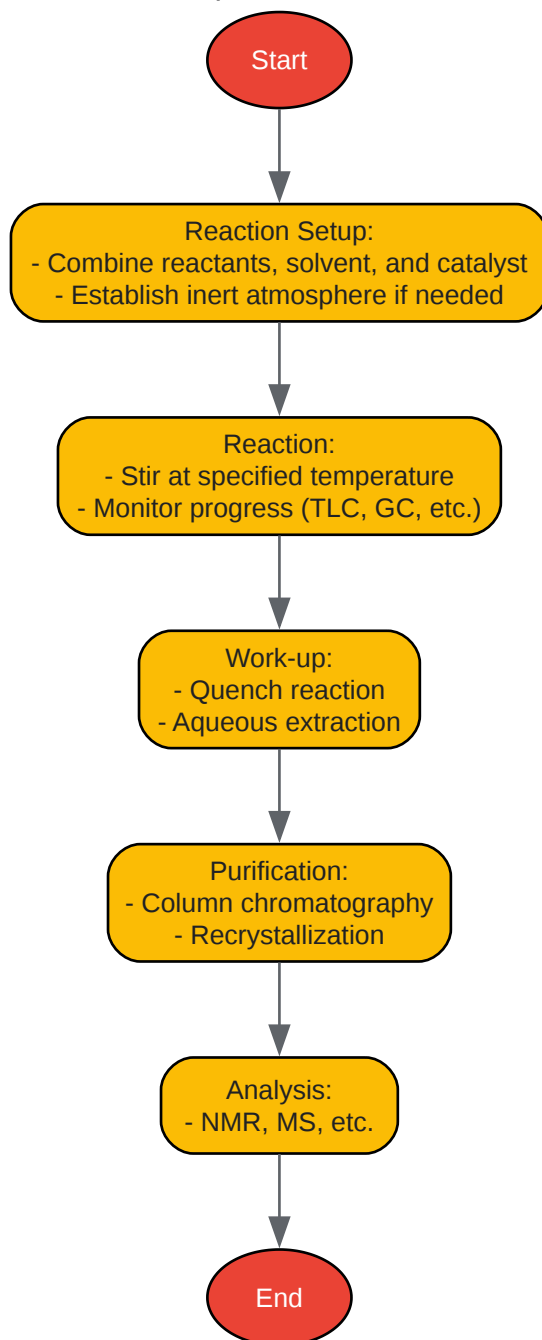 Start
Reaction Setup:
- Combine reactants, solvent, and catalyst
- Establish inert atmosphere if needed
Reaction:
- Stir at specified temperature
- Monitor progress (TLC, GC, etc.)
Work-up:
- Quench reaction
- Aqueous extraction
Purification:
- Column chromatography
- Recrystallization
Analysis:
- NMR, MS, etc.
End